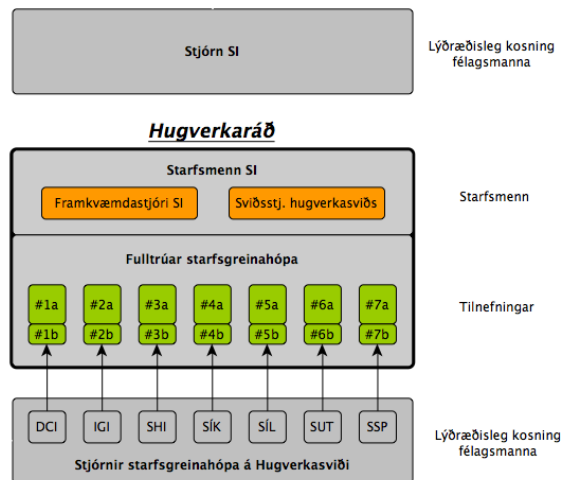 Stjórn SI
Lýðræðisleg kosning
félagsmanna
Hugverkaráð
Starfsmenn SI
Framkvæmdastjóri SI
Sviðsstj. hugverkasviðs
Starfsmenn
Fulltrúar starfsgreinahópa
#1a #2a #3a #4a #5a #6a #7a
Tilnefningar
#1b #2b #3b #4b #5b #6b #7b
DCI IGI SHI SÍK SÍL SUT SSP
Lýðræðisleg kosning
félagsmanna
Stjórnir starfsgreinahópa á Hugverkasviði